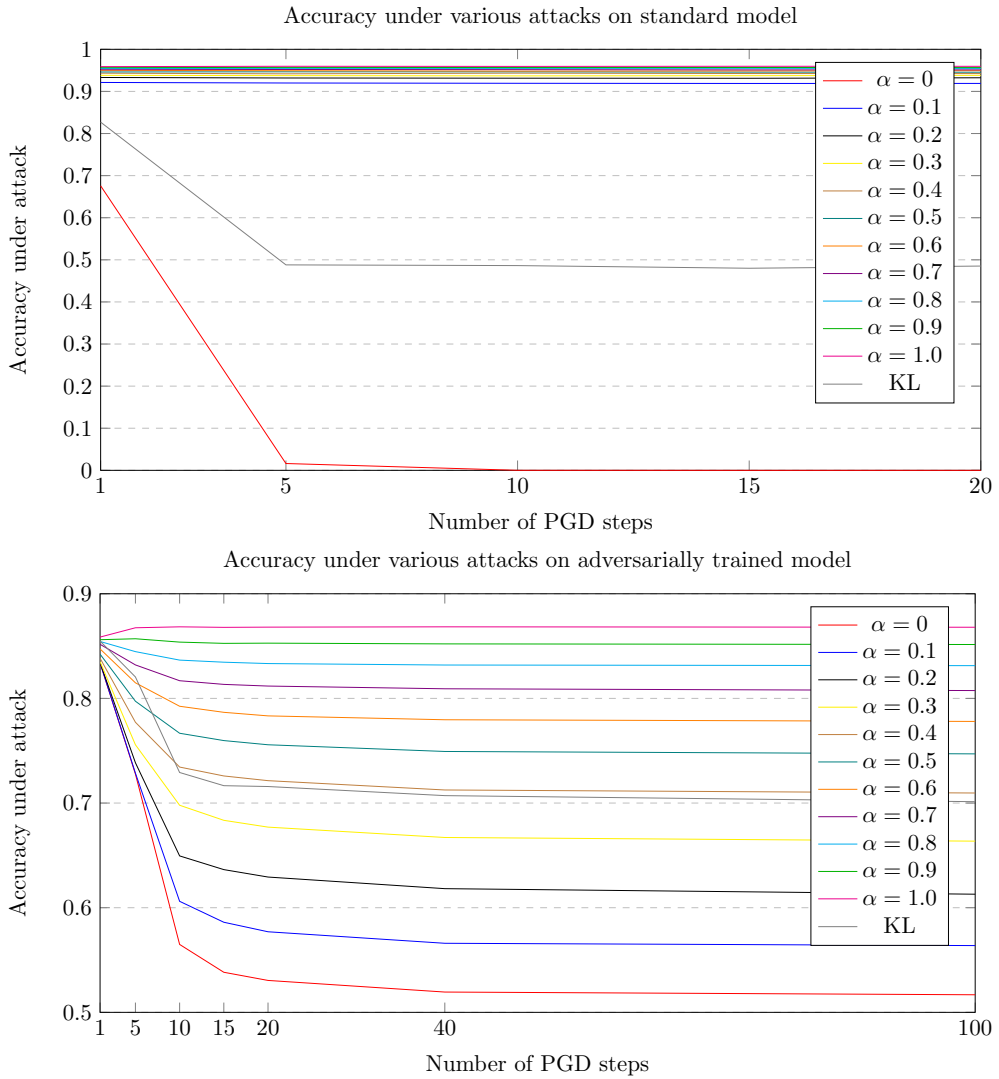 Accuracy under various attacks on standard model
1
0.9
0.8
0.7
0.6
0.5
0.4
0.3
0.2
0.1
0
Accuracy under attack
1
5
10
15
20
Number of PGD steps
α = 0
α = 0.1
α = 0.2
α = 0.3
α = 0.4
α = 0.5
α = 0.6
α = 0.7
α = 0.8
α = 0.9
α = 1.0
KL
Accuracy under various attacks on adversarially trained model
0.9
0.8
0.7
0.6
0.5
Accuracy under attack
1
5
10
15
20
40
100
Number of PGD steps
α = 0
α = 0.1
α = 0.2
α = 0.3
α = 0.4
α = 0.5
α = 0.6
α = 0.7
α = 0.8
α = 0.9
α = 1.0
KL